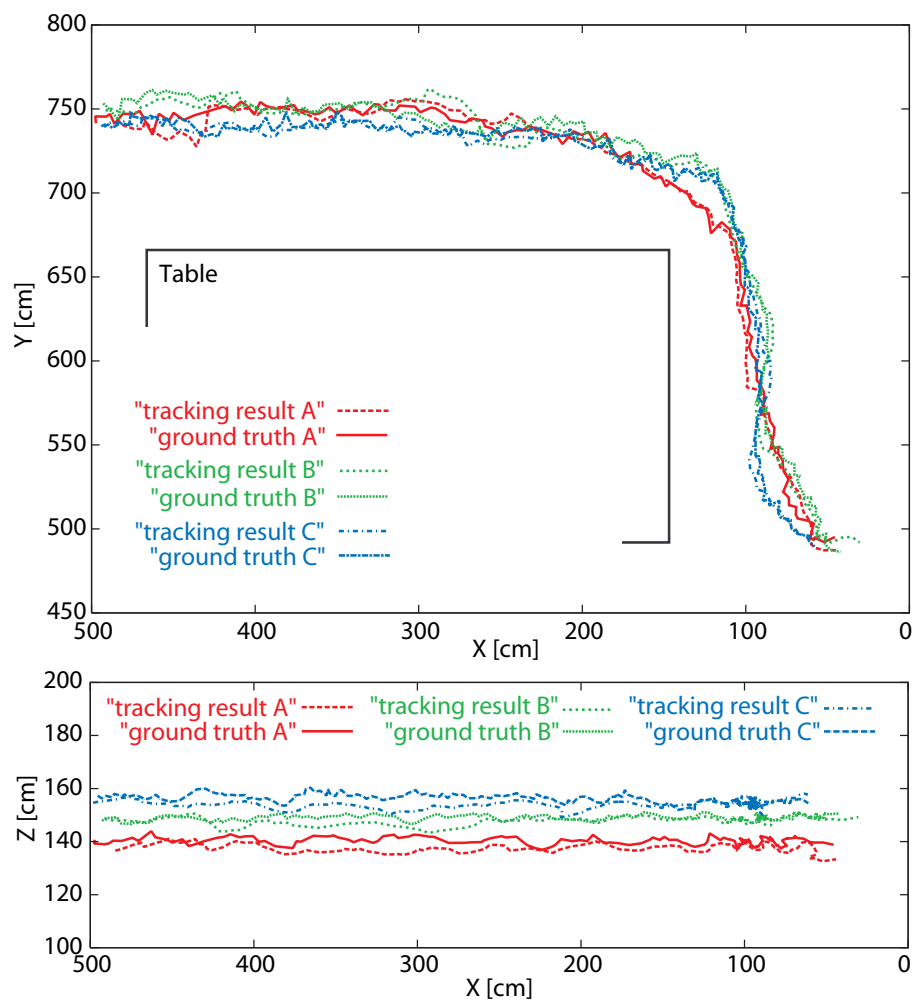 800
750
700
650
600
550
500
450
Y [cm]
Table
"tracking result A"
"ground truth A"
"tracking result B"
"ground truth B"
"tracking result C"
"ground truth C"
500 400 300 200 100 0
X [cm]
200
180
160
140
120
100
Z [cm]
"tracking result A" "tracking result B" "tracking result C"
"ground truth A" "ground truth B" "ground truth C"
500 400 300 200 100 0
X [cm]